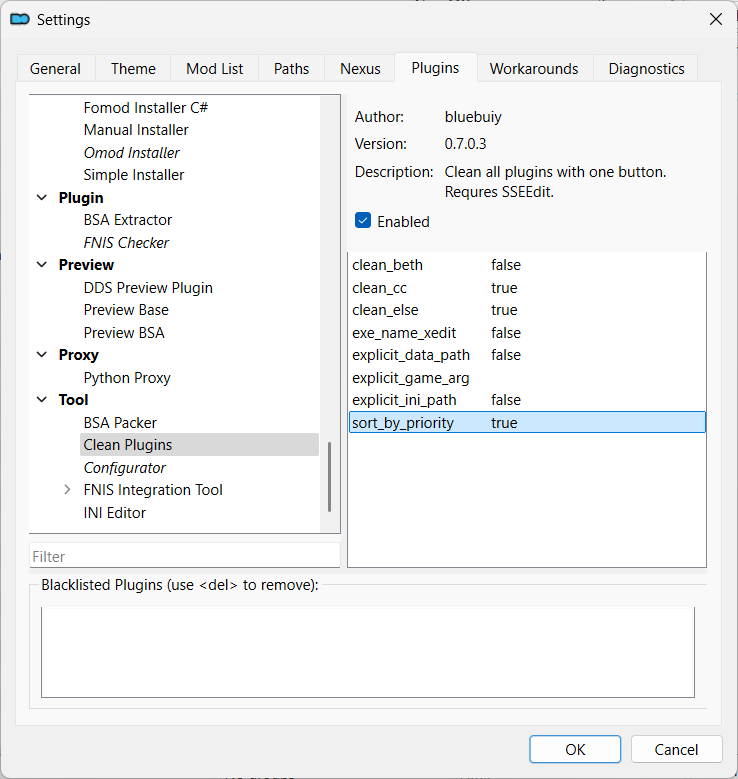 Settings
General Theme Mod List Paths Nexus Plugins Workarounds Diagnostics
Fomod Installer C#
Manual Installer
Omod Installer
Simple Installer
Plugin
BSA Extractor
FNIS Checker
Preview
DDS Preview Plugin
Preview Base
Preview BSA
Proxy
Python Proxy
Tool
BSA Packer
Clean Plugins
Configurator
FNIS Integration Tool
INI Editor
Filter
Author: bluebuiy
Version: 0.7.0.3
Description: Clean all plugins with one button.
Requres SSEEdit.
Enabled
clean_beth false
clean_cc true
clean_else true
exe_name_xedit false
explicit_data_path false
explicit_game_arg
explicit_ini_path false
sort_by_priority true
Blacklisted Plugins (use <del> to remove):
OK Cancel